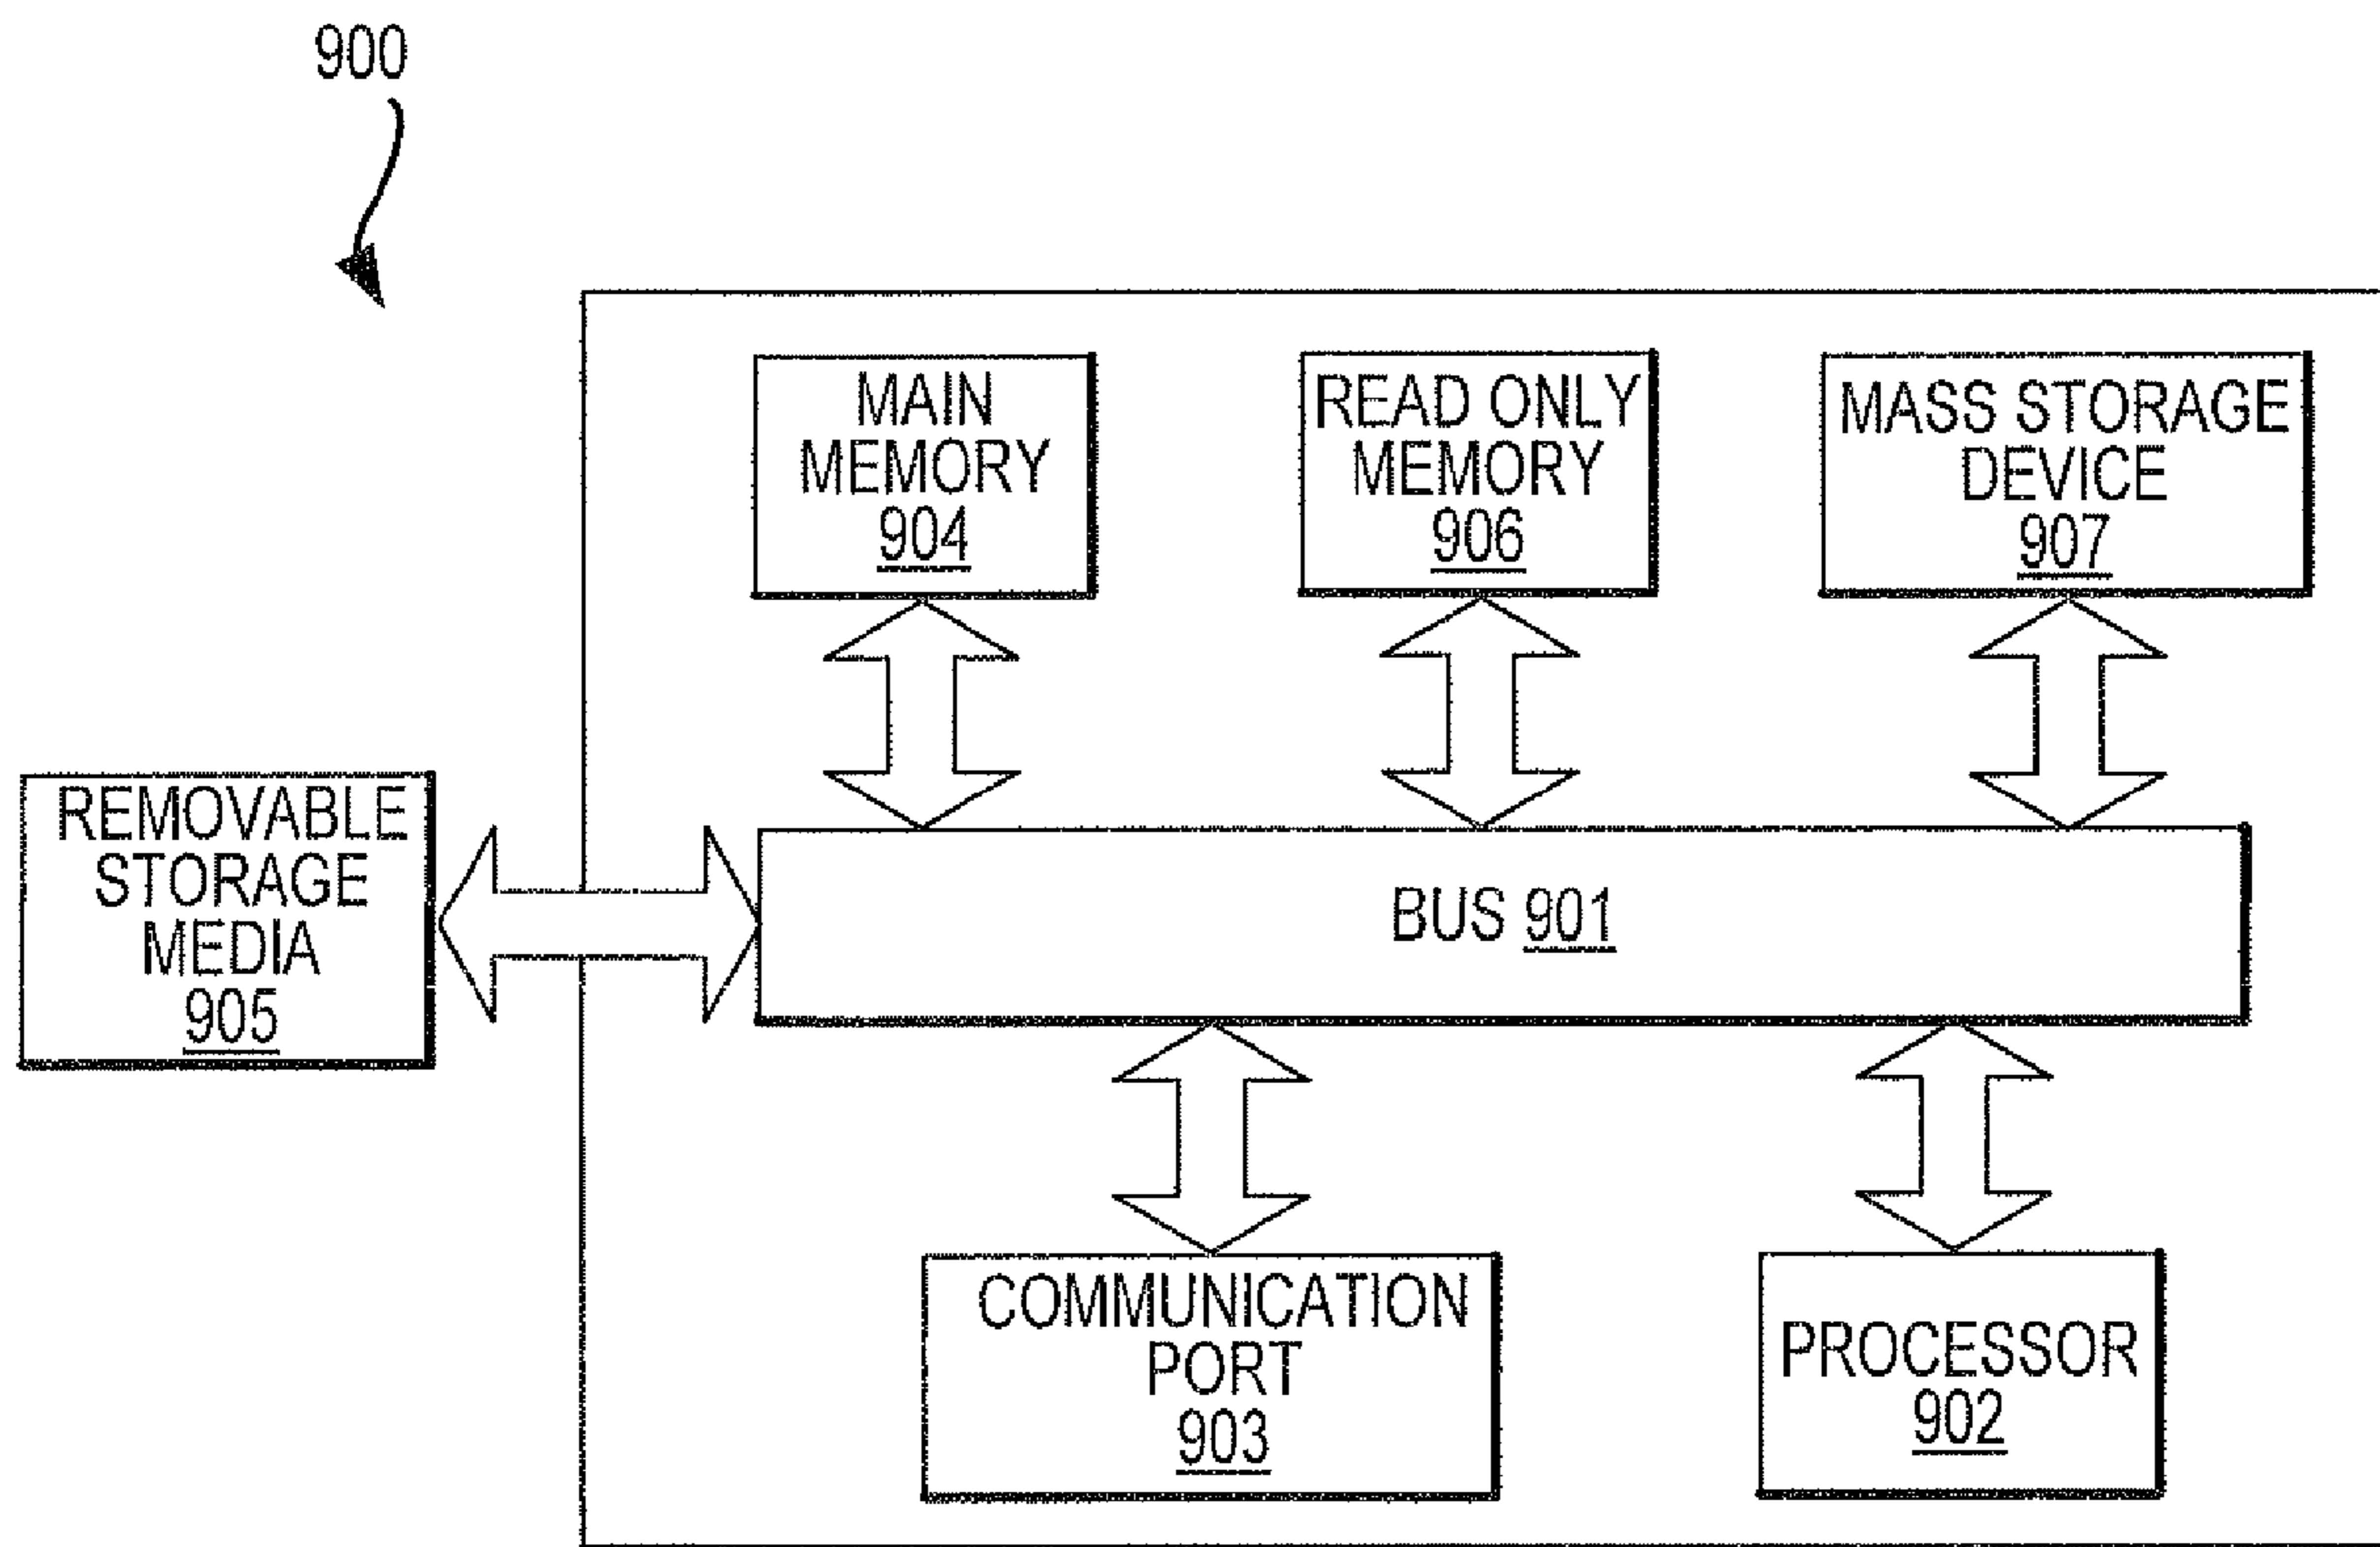 900
MAIN
MEMORY
904
READ ONLY
MEMORY
906
MASS STORAGE
DEVICE
907
REMOVABLE
STORAGE
MEDIA
905
BUS 901
COMMUNICATION
PORT
903
PROCESSOR
902